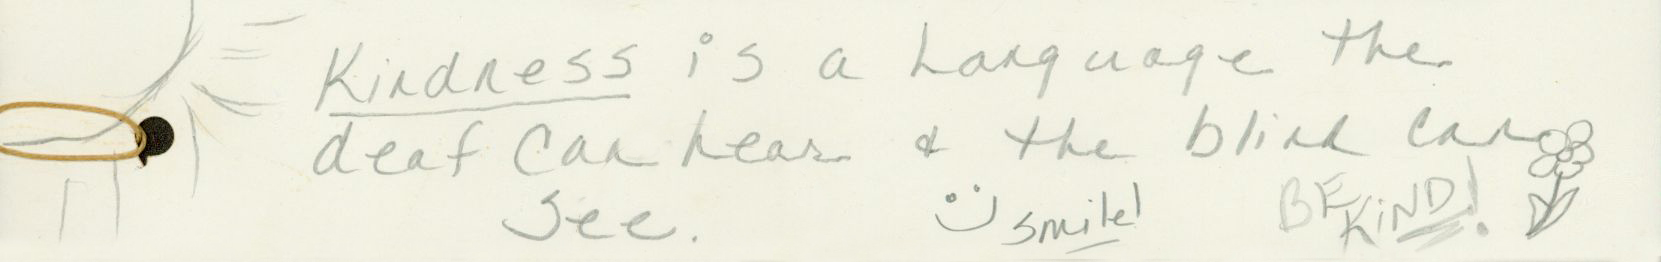 Kindness is a language the
deaf can hear & the blind can
see.
smile!
BE
KiND!